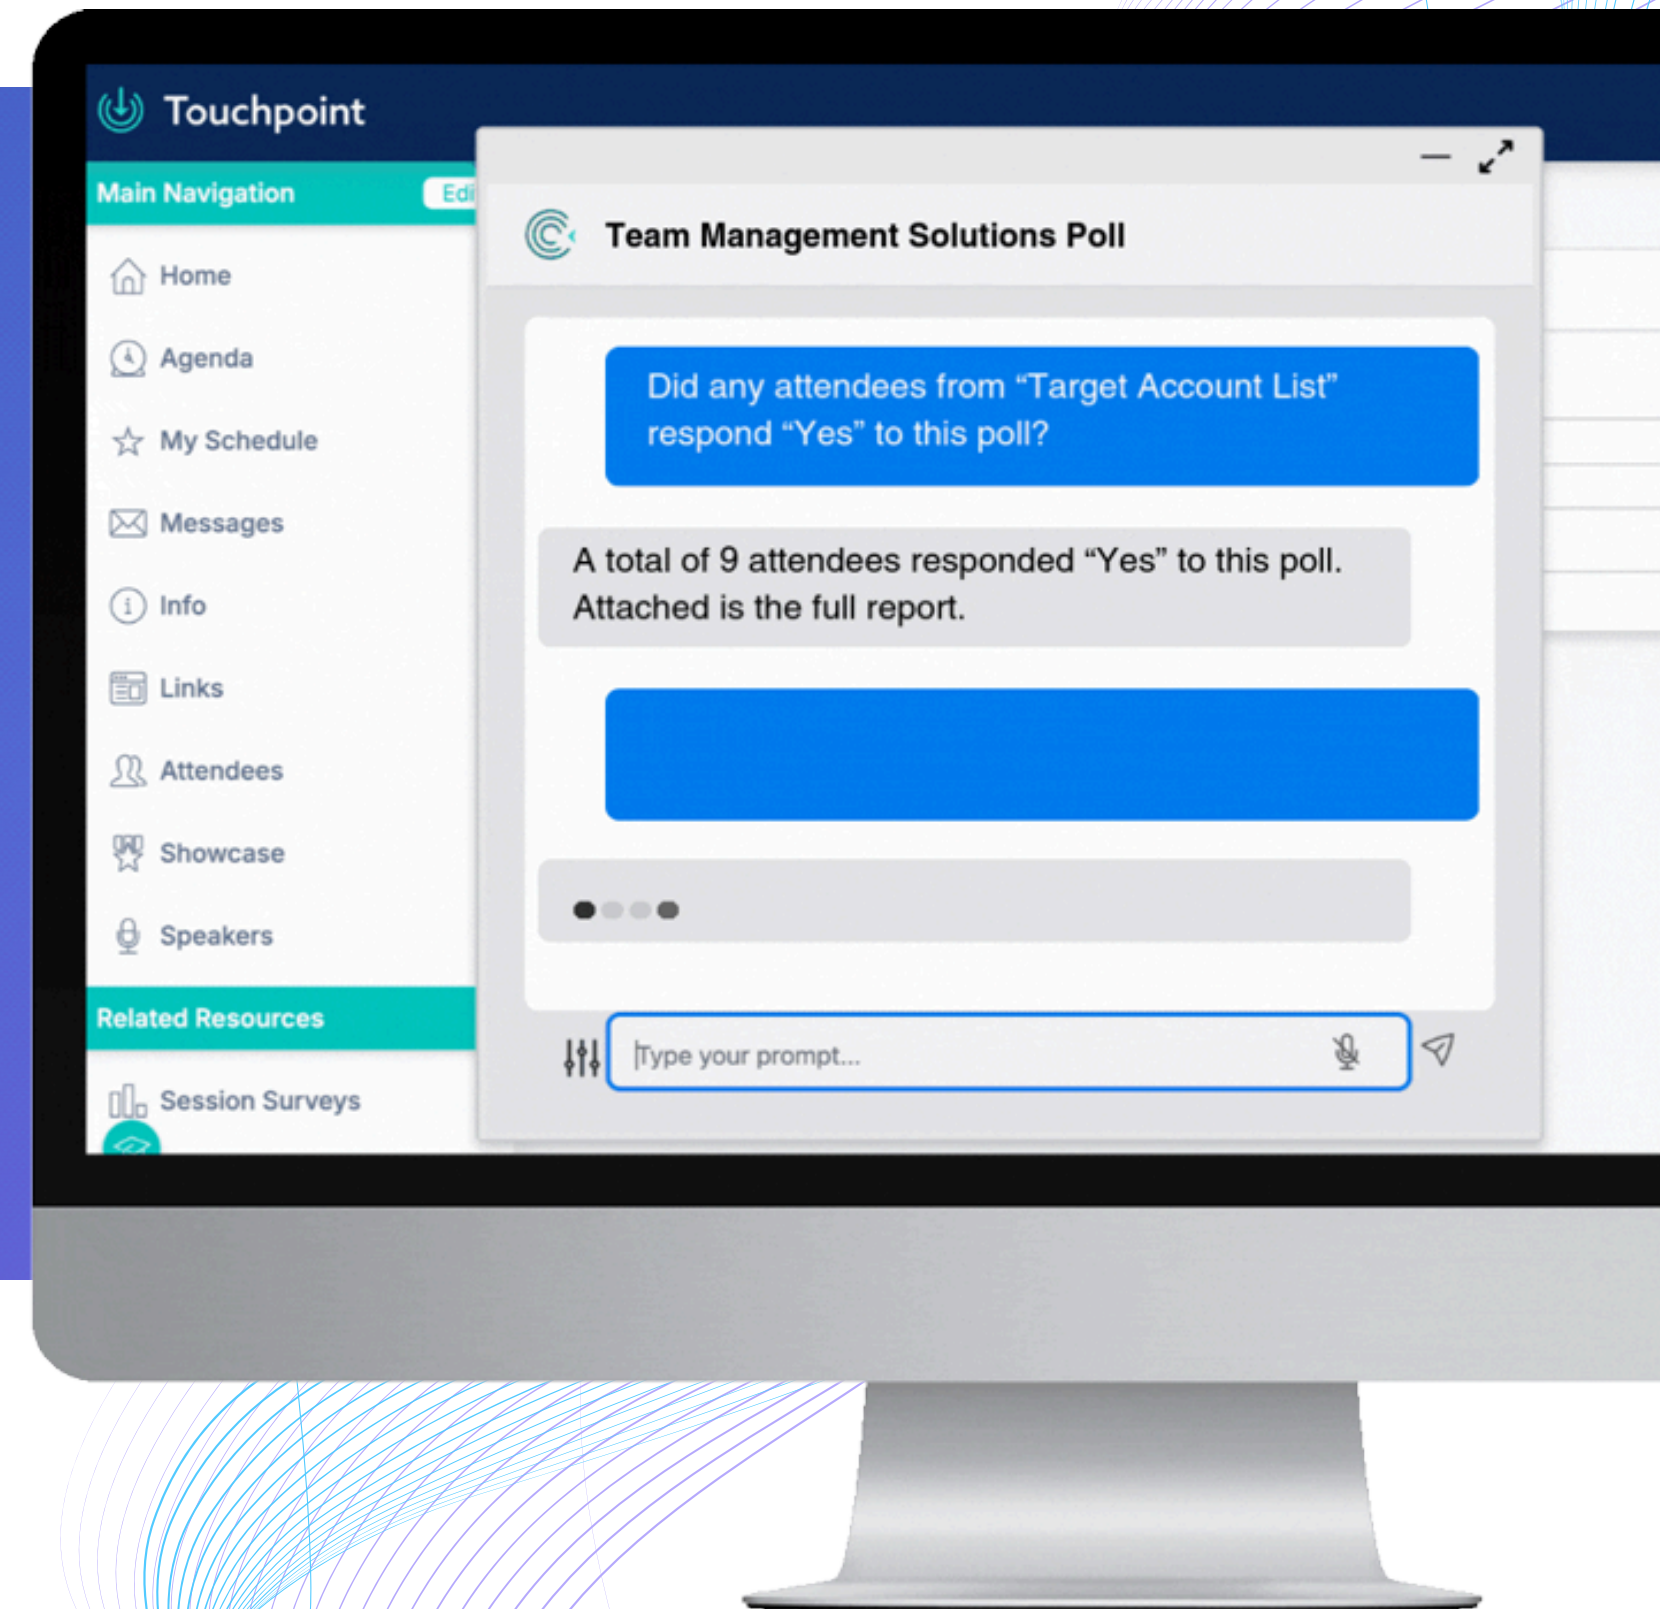 Touchpoint
Main Navigation
Home
Agenda
My Schedule
Messages
Info
Links
Attendees
Showcase
Speakers
Related Resources
Session Surveys
Team Management Solutions Poll
Did any attendees from “Target Account List”
respond “Yes” to this poll?
A total of 9 attendees responded “Yes” to this poll.
Attached is the full report.
Type your prompt...